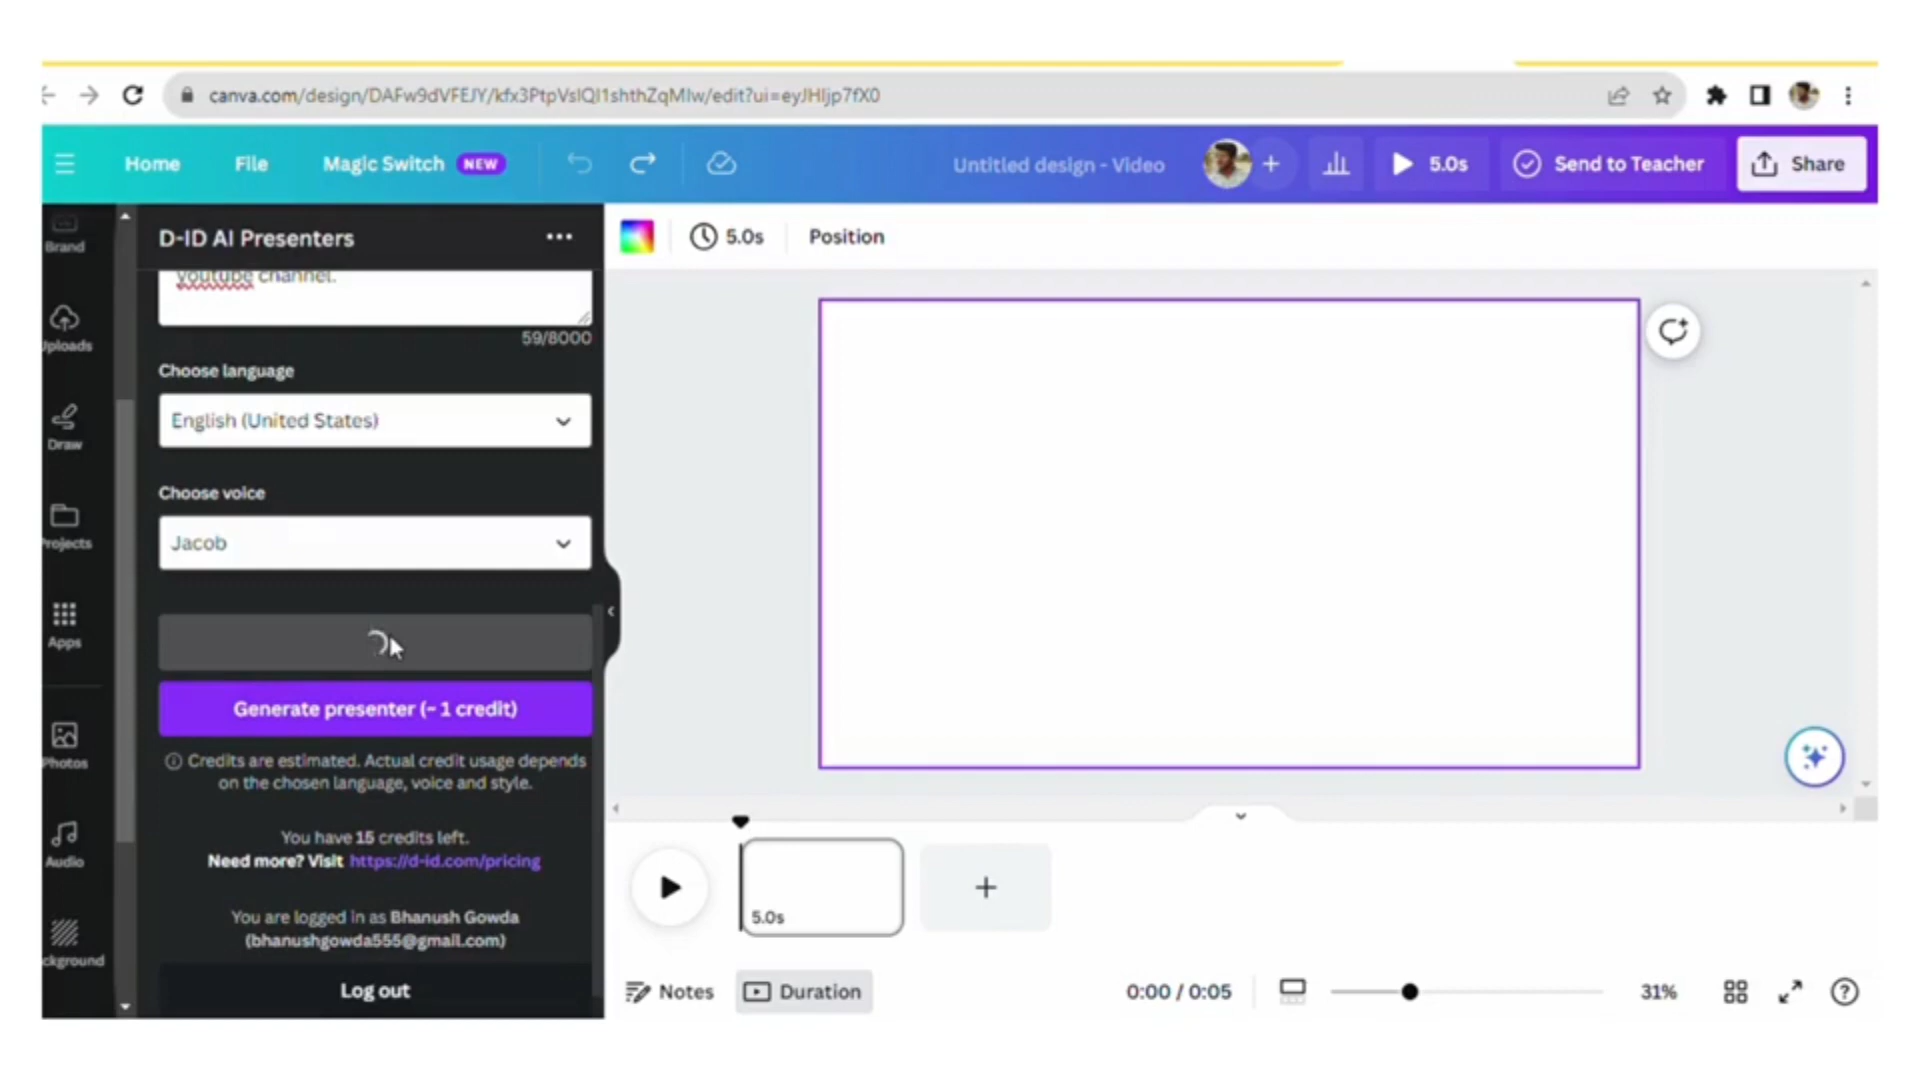 canva.com/design/DAFw9dVFEJY/kfx3PtpVsIQI1shthZqMIw/edit?ui=eyJHIjp7fX0
Home File Magic Switch NEW Untitled design - Video 5.0s Send to Teacher Share
Brand
D-ID AI Presenters
5.0s Position
youtube channel.
59/8000
Uploads
Choose language
English (United States)
Draw
Choose voice
Projects
Jacob
Apps
Generate presenter (~ 1 credit)
Photos
Credits are estimated. Actual credit usage depends
on the chosen language, voice and style.
You have 15 credits left.
Audio
Need more? Visit https://d-id.com/pricing
You are logged in as Bhanush Gowda
(bhanushgowda555@gmail.com)
ckground
5.0s
Log out
Notes Duration 0:00 / 0:05 31%